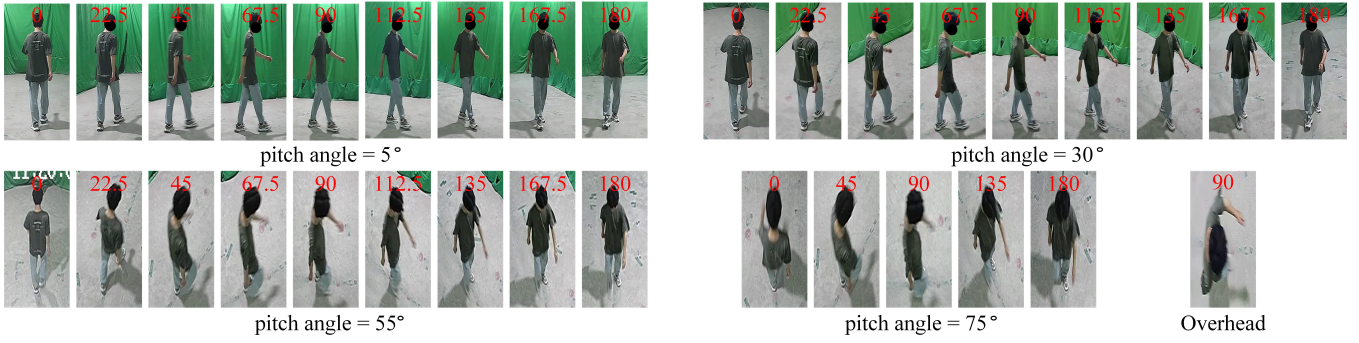 0 22.5 45 67.5 90 112.5 135 167.5 180
pitch angle = 5°
0 22.5 45 67.5 90 112.5 135 167.5 180
pitch angle = 30°
0 22.5 45 67.5 90 112.5 135 167.5 180
pitch angle = 55°
0 45 90 135 180
pitch angle = 75°
90
Overhead